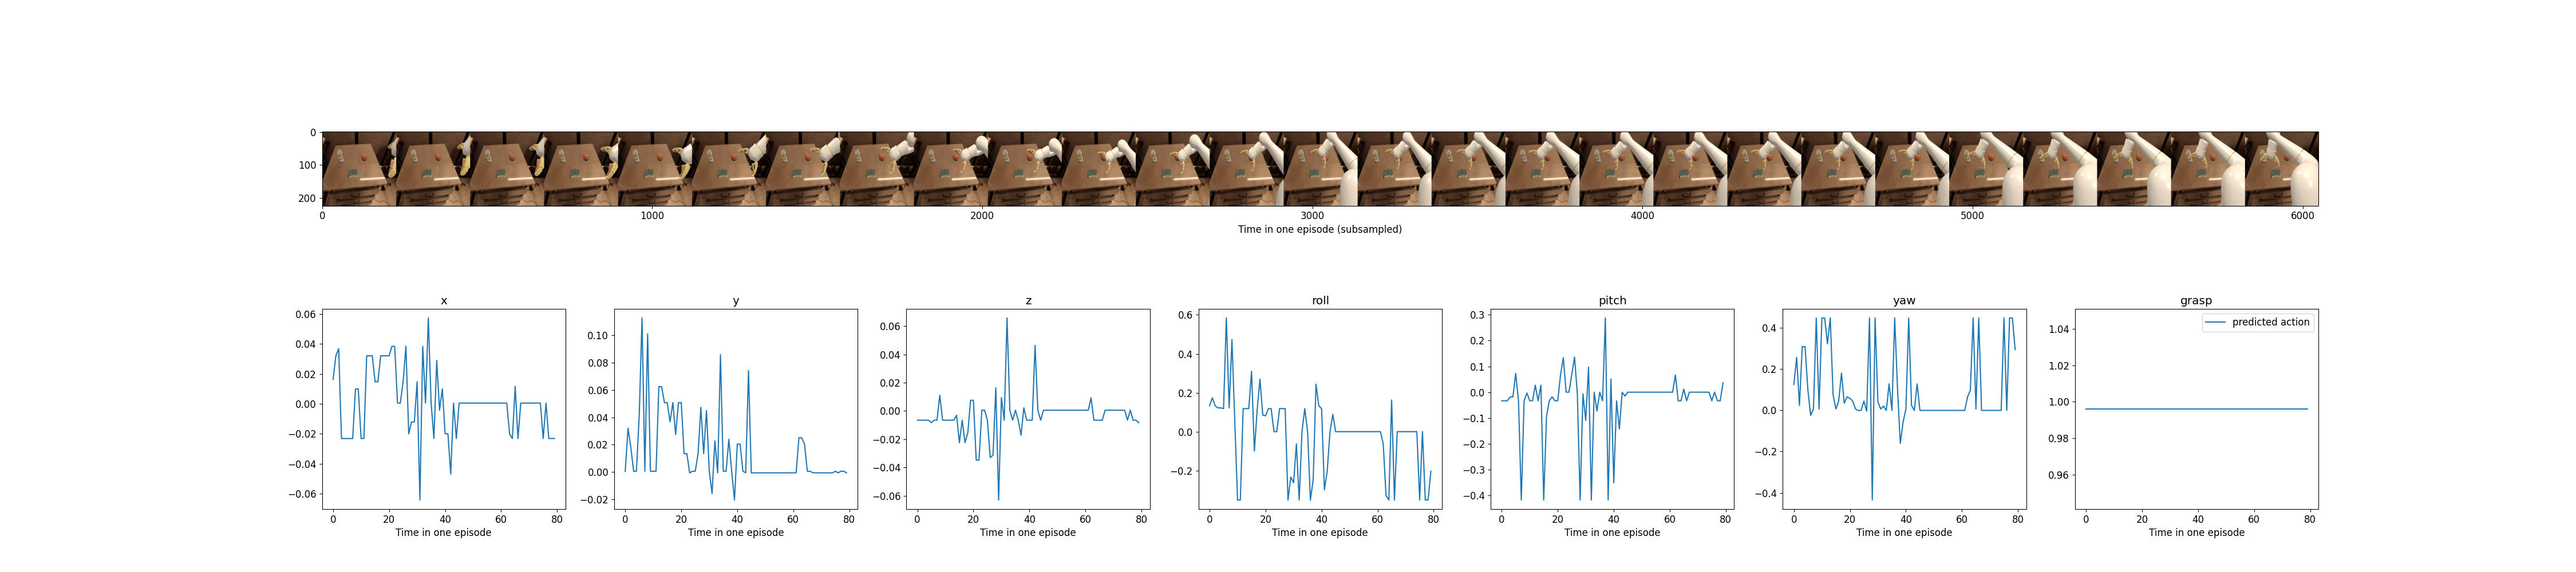 0
100
200
0 1000 2000 3000 4000 5000 6000
Time in one episode (subsampled)
x y z roll pitch yaw grasp
0.06
0.04
0.02
0.00
−0.02
−0.04
−0.06
0 20 40 60 80
Time in one episode
0.10
0.08
0.06
0.04
0.02
0.00
−0.02
0 20 40 60 80
Time in one episode
0.06
0.04
0.02
0.00
−0.02
−0.04
−0.06
0 20 40 60 80
Time in one episode
0.6
0.4
0.2
0.0
−0.2
0 20 40 60 80
Time in one episode
0.3
0.2
0.1
0.0
−0.1
−0.2
−0.3
−0.4
0 20 40 60 80
Time in one episode
0.4
0.2
0.0
−0.2
−0.4
0 20 40 60 80
Time in one episode
predicted action
1.04
1.02
1.00
0.98
0.96
0 20 40 60 80
Time in one episode